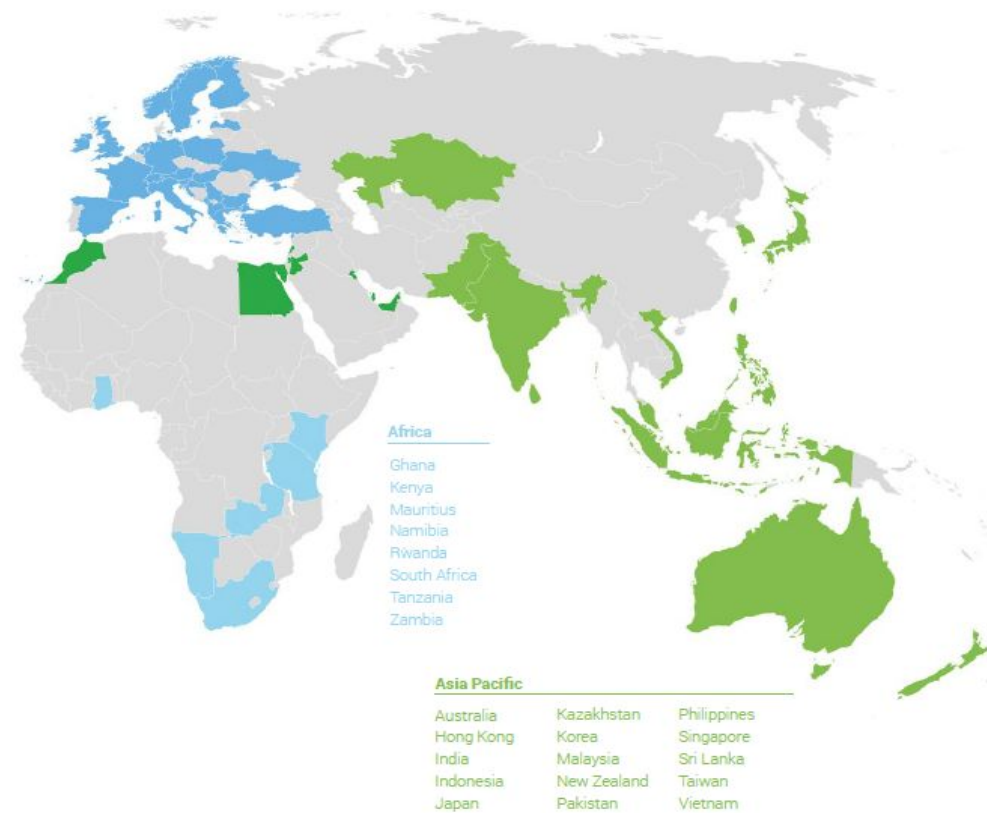 Africa
Ghana
Kenya
Mauritius
Namibia
Rwanda
South Africa
Tanzania
Zambia
Asia Pacific
Australia
Hong Kong
India
Indonesia
Japan
Kazakhstan
Korea
Malaysia
New Zealand
Pakistan
Philippines
Singapore
Sri Lanka
Taiwan
Vietnam